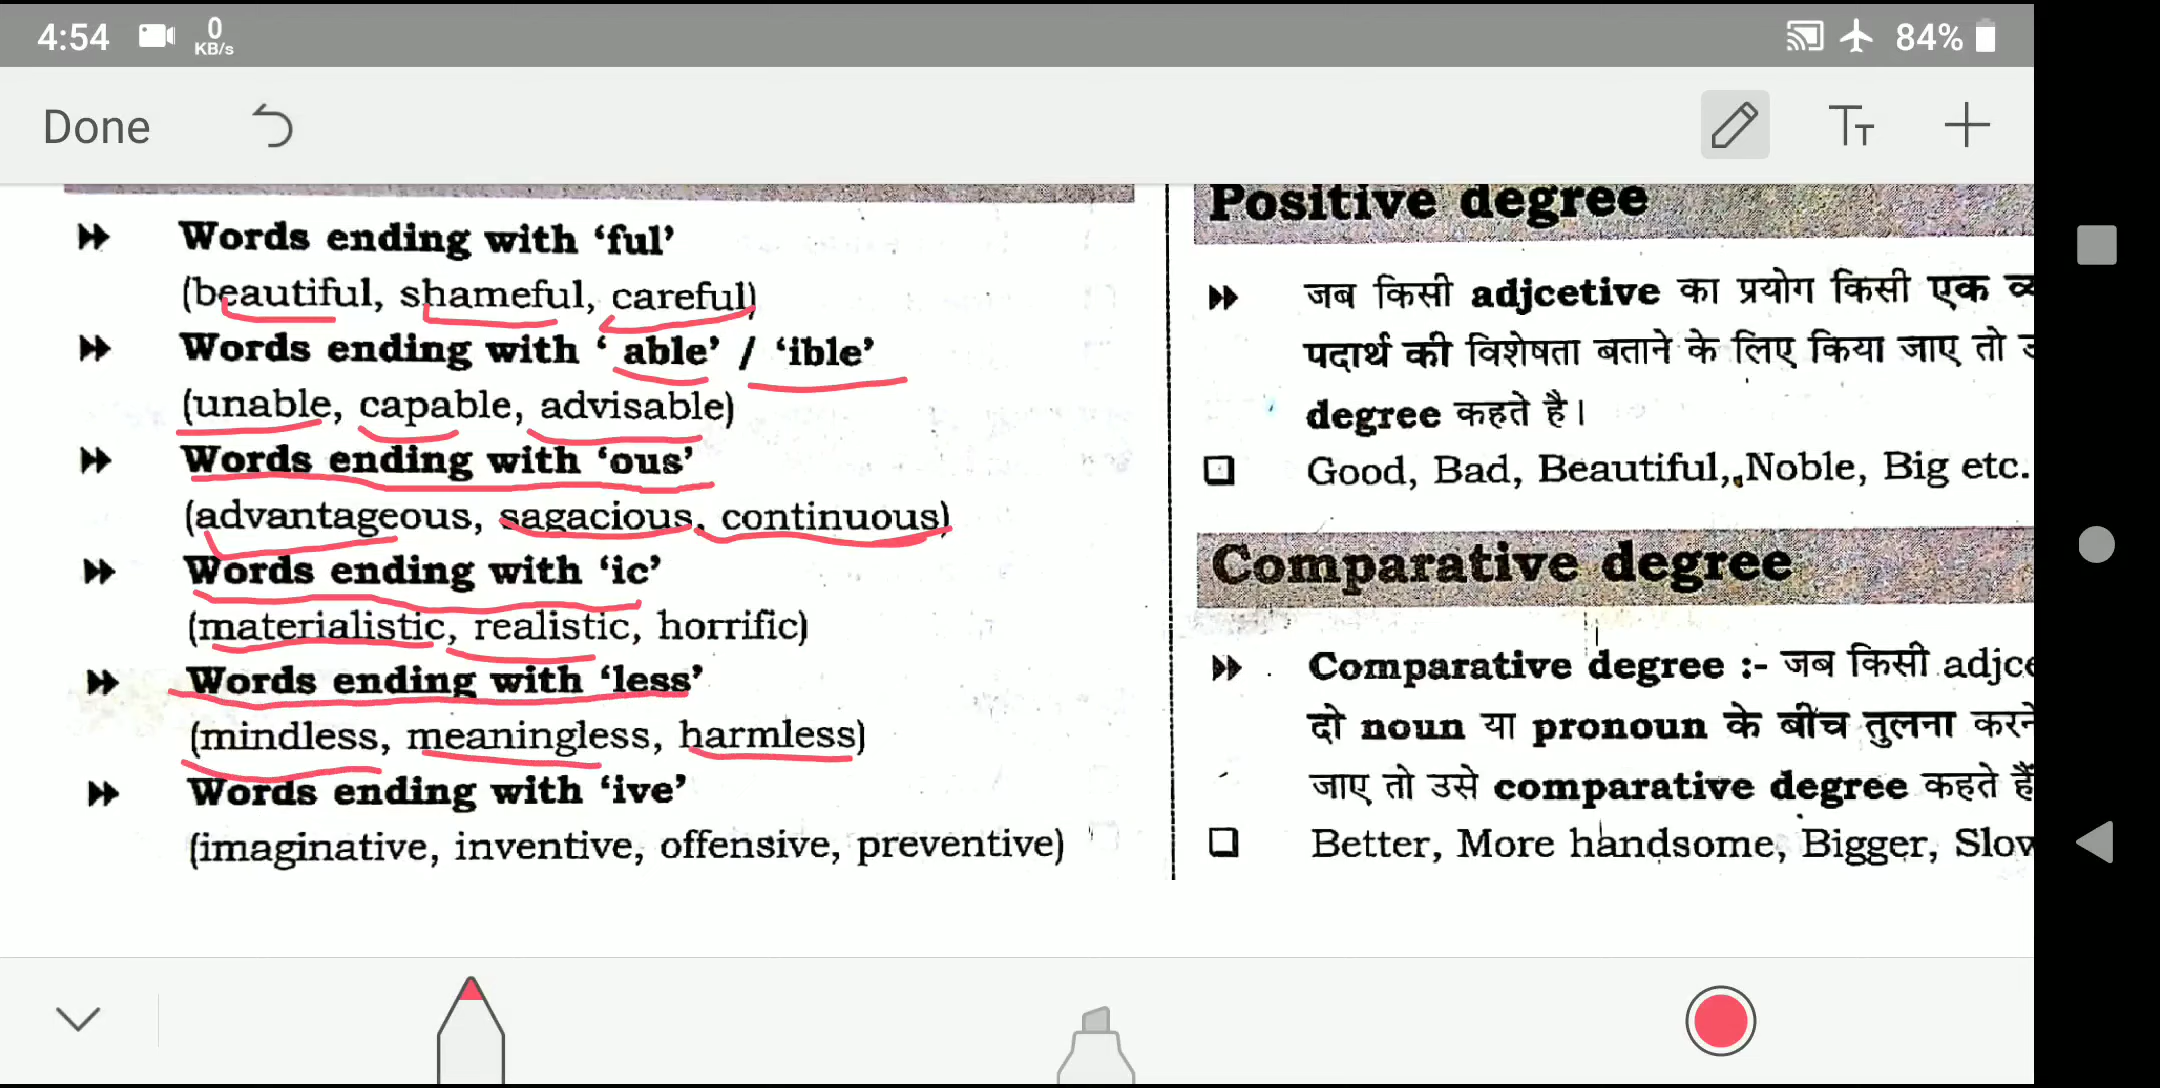 4:54 0 KB/s 84%
Done
Words ending with ‘ful’
(beautiful, shameful, careful)
Words ending with ‘ able’ / ‘ible’
(unable, capable, advisable)
Words ending with ‘ous’
(advantageous, sagacious, continuous)
Words ending with ‘ic’
(materialistic, realistic, horrific)
Words ending with ‘less’
(mindless, meaningless, harmless)
Words ending with ‘ive’
(imaginative, inventive, offensive, preventive)
Positive degree
जब किसी adjcetive का प्रयोग किसी एक
पदार्थ की विशेषता बताने के लिए किया जाए तो
degree कहते है।
Good, Bad, Beautiful, Noble, Big etc.
Comparative degree
Comparative degree :- जब किसी
दो noun या pronoun के बीच तुलना करने
जाए तो उसे comparative degree कहते हैं
Better, More handsome, Bigger,